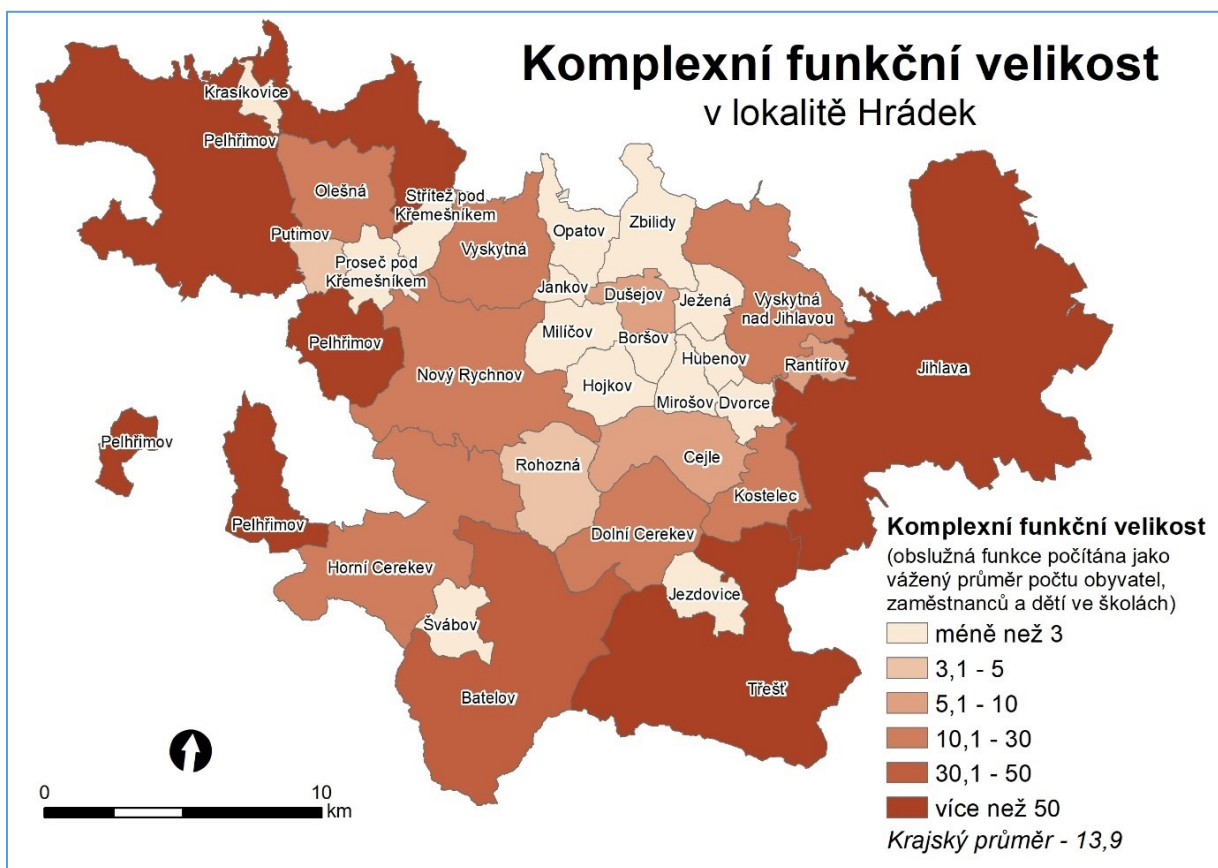 Komplexní funkční velikost
v lokalitě Hrádek
Krasíkovice
Pelhřimov
Olešná
Střítež pod
Křemešníkem
Putimov
Proseč pod
Křemešníkem
Vyskytná
Opatov
Zbilidy
Jankov
Dušejov
Ježená
Vyskytná
nad Jihlavou
Pelhřimov
Milíčov
Boršov
Hubenov
Rantířov
Jihlava
Nový Rychnov
Hojkov
Mirošov
Dvorce
Pelhřimov
Rohozná
Cejle
Kostelec
Pelhřimov
Dolní Cerekev
Horní Cerekev
Jezdovice
Švábov
Batelov
Třešť
Komplexní funkční velikost
(obslužná funkce počítána jako
vážený průměr počtu obyvatel,
zaměstnanců a dětí ve školách)
méně než 3
3,1 - 5
5,1 - 10
10,1 - 30
30,1 - 50
více než 50
Krajský průměr - 13,9
0 10
km